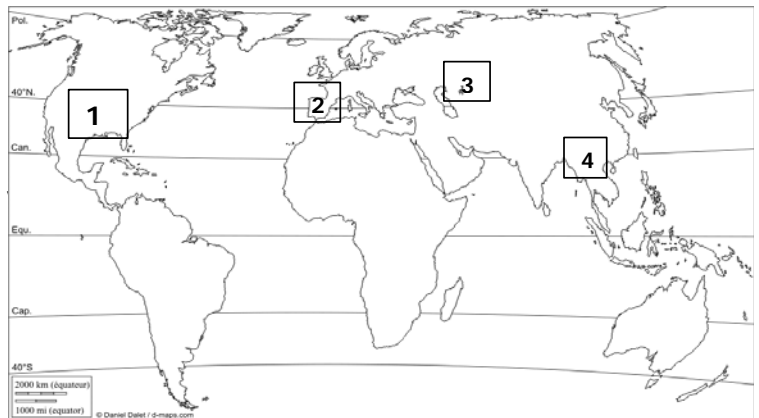 Pol.
40°N.
1
2
3
Can.
4
Equ.
Cap.
40°S
2000 km (équateur)
1000 mi (equator)
© Daniel Dalet / d-maps.com